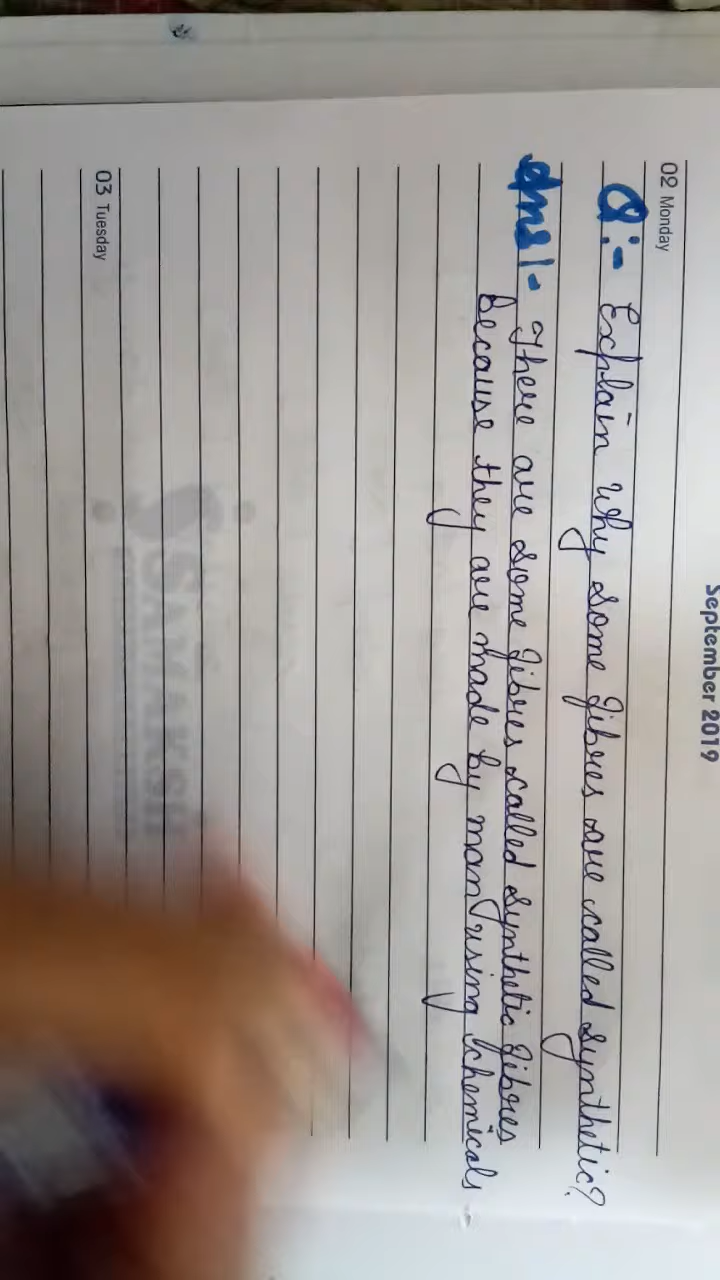 September 2019
02 Monday
Q:- Explain why some fibres are called synthetic?
Ans:- There are some fibres called synthetic fibres
because they are made by man using chemicals
03 Tuesday